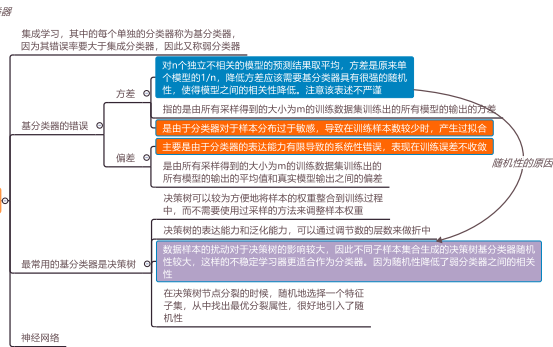 器
集成学习，其中的每个单独的分类器称为基分类器，
因为其错误率要大于集成分类器，因此又称弱分类器
对n个独立不相关的模型的预测结果取平均，方差是原来单
个模型的1/n，降低方差应该需要基分类器具有很强的随机
性，使得模型之间的相关性降低。注意该表述不严谨
方差
指的是由所有采样得到的大小为m的训练数据集训练出的所有模型的输出的方差
是由于分类器对于样本分布过于敏感，导致在训练样本数较少时，产生过拟合
基分类器的错误
主要是由于分类器的表达能力有限导致的系统性错误，表现在训练误差不收敛
偏差
是由所有采样得到的大小为m的训练数据集训练出的
所有模型的输出的平均值和真实模型输出之间的偏差
随机性的原因
决策树可以较为方便地将样本的权重整合到训练过程
中，而不需要使用过采样的方法来调整样本权重
决策树的表达能力和泛化能力，可以通过调节数的层数来做折中
数据样本的扰动对于决策树的影响较大，因此不同子样本集合生成的决策树基分类器随机
性较大，这样的不稳定学习器更适合作为分类器。因为随机性降低了弱分类器之间的相关
性
最常用的基分类器是决策树
在决策树节点分裂的时候，随机地选择一个特征
子集，从中找出最优分裂属性，很好地引入了随
机性
神经网络